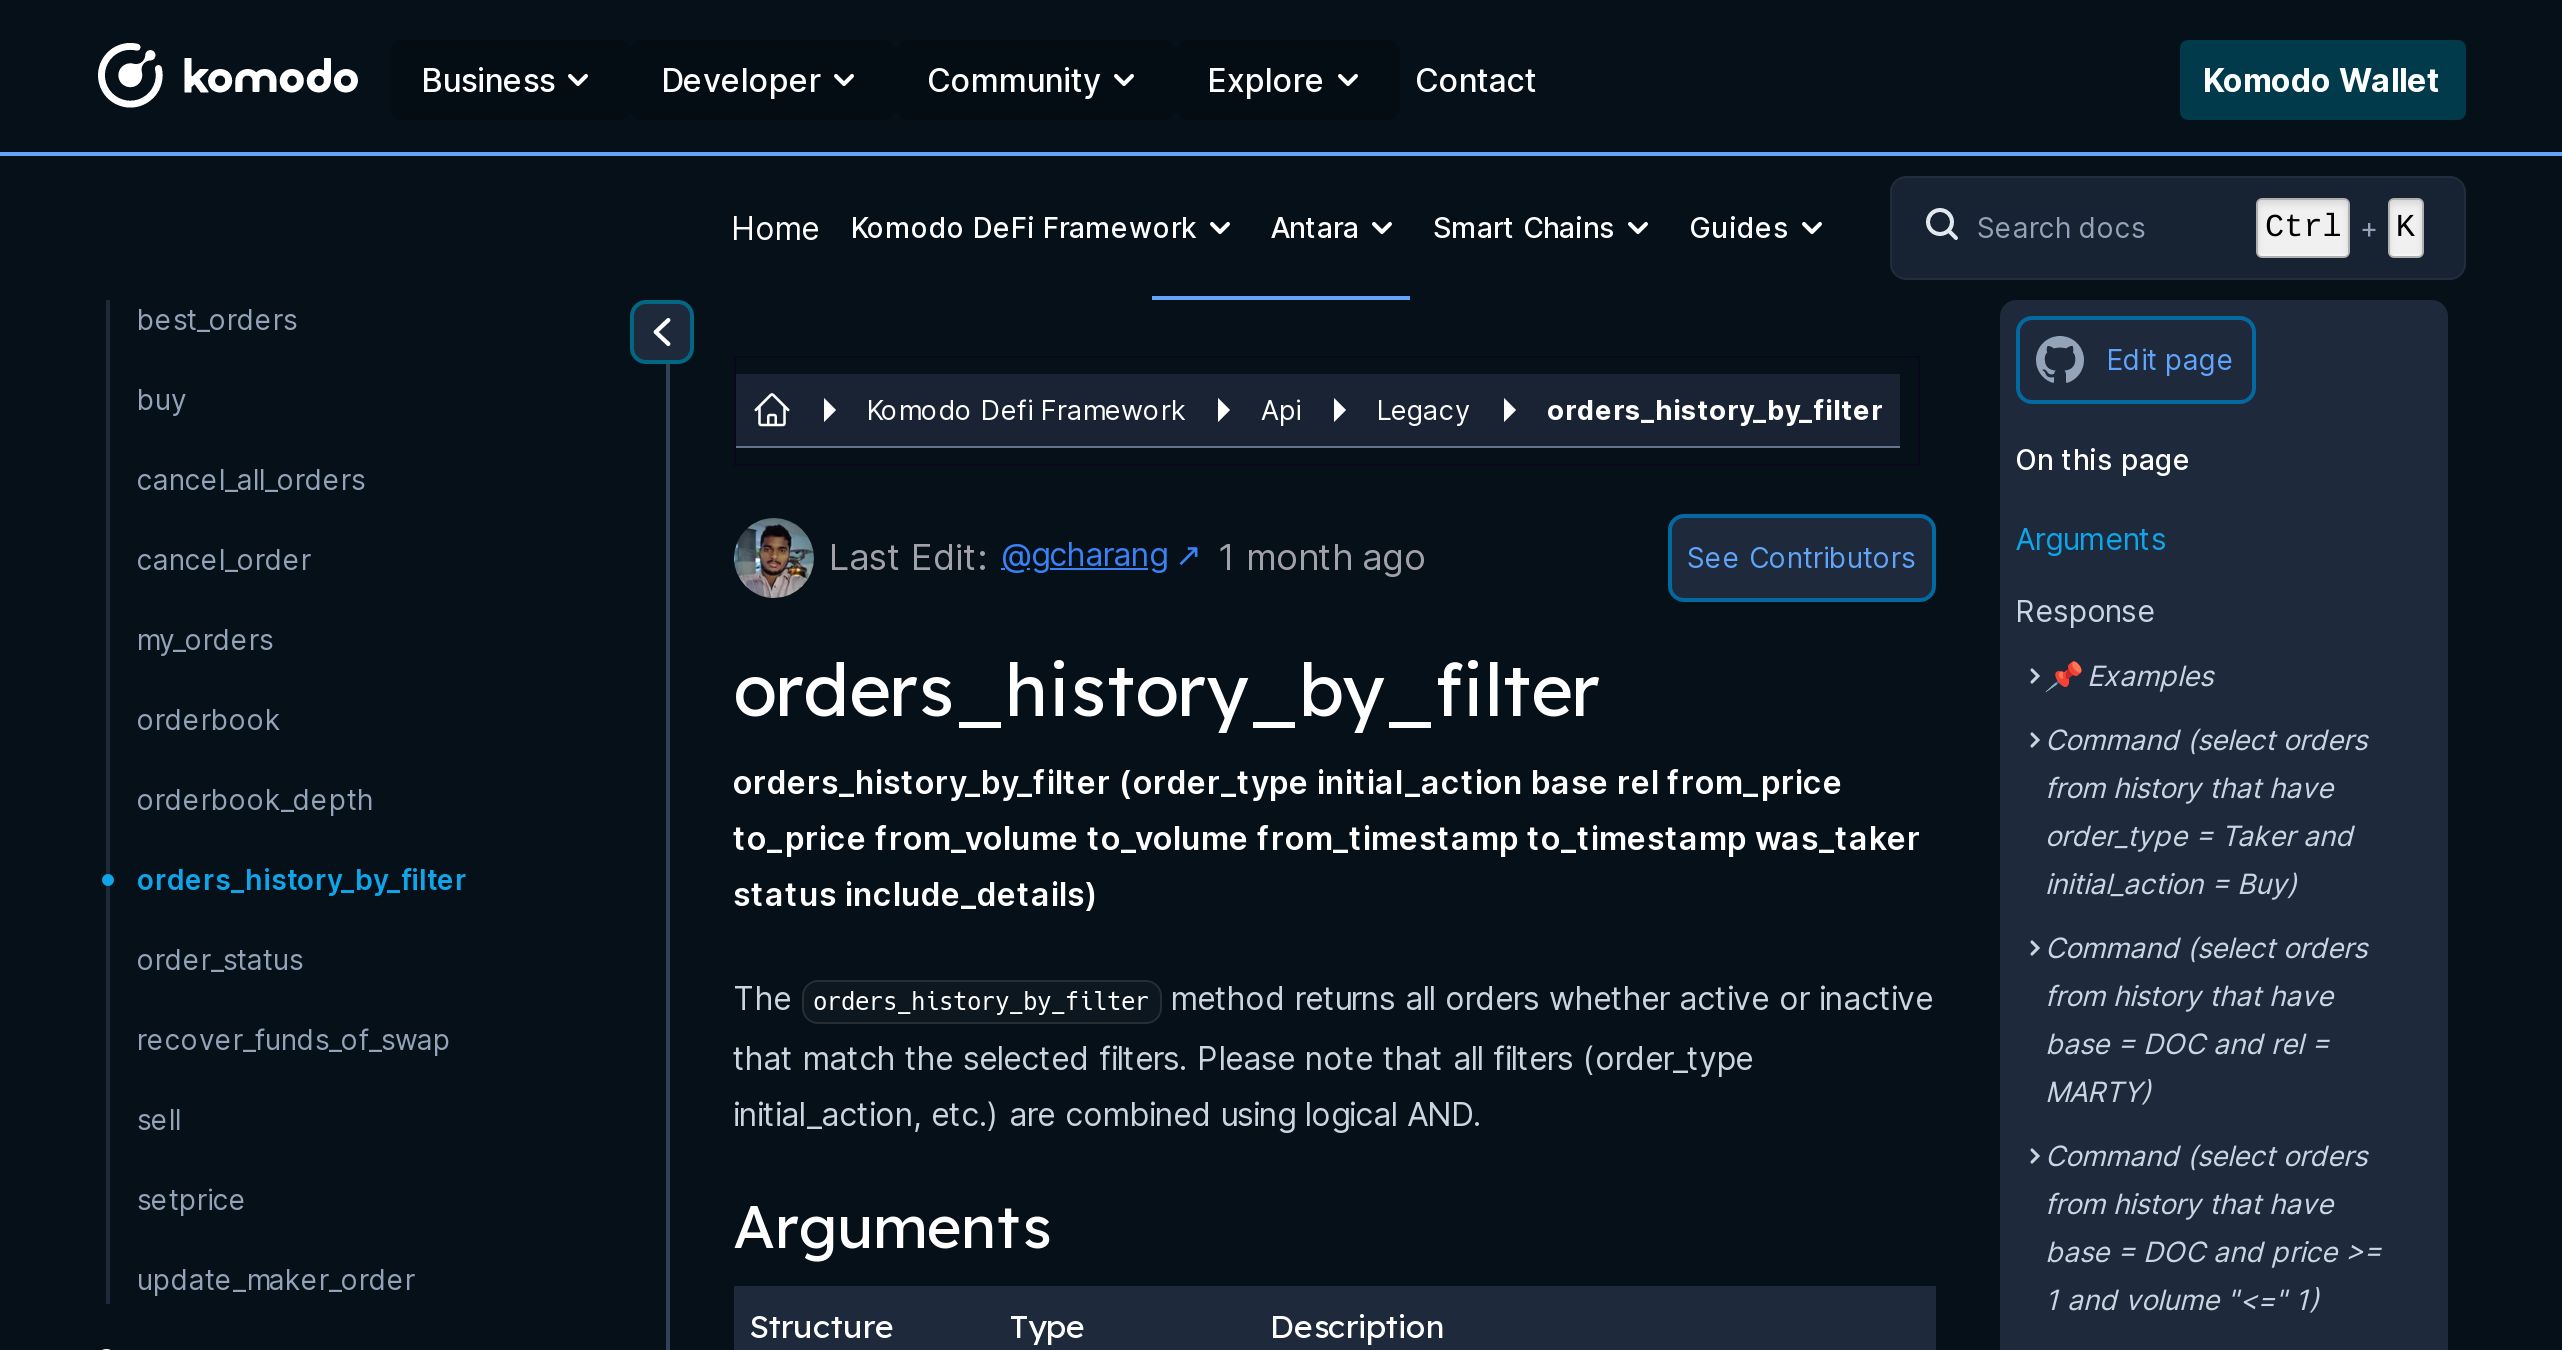 komodo
Business
Developer
Community
Explore
Contact
Komodo Wallet
Home
Komodo DeFi Framework
Antara
Smart Chains
Guides
Search docs
Ctrl + K
best_orders
buy
cancel_all_orders
cancel_order
my_orders
orderbook
orderbook_depth
orders_history_by_filter
order_status
recover_funds_of_swap
sell
setprice
update_maker_order
Komodo Defi Framework
Api
Legacy
orders_history_by_filter
Last Edit: @gcharang ↗ 1 month ago
See Contributors
orders_history_by_filter
orders_history_by_filter (order_type initial_action base rel from_price
to_price from_volume to_volume from_timestamp to_timestamp was_taker
status include_details)
The orders_history_by_filter method returns all orders whether active or inactive
that match the selected filters. Please note that all filters (order_type
initial_action, etc.) are combined using logical AND.
Arguments
Structure Type Description
Edit page
On this page
Arguments
Response
📌 Examples
Command (select orders
from history that have
order_type = Taker and
initial_action = Buy)
Command (select orders
from history that have
base = DOC and rel =
MARTY)
Command (select orders
from history that have
base = DOC and price >=
1 and volume "<=" 1)